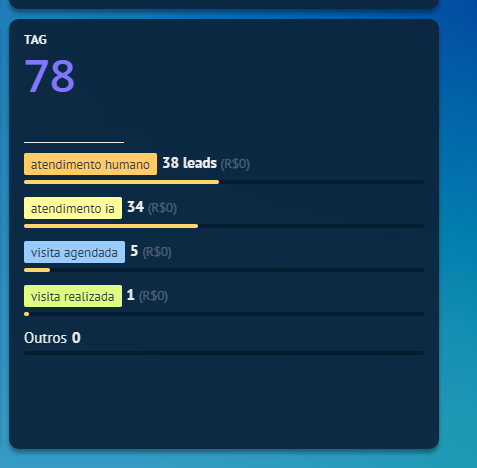 TAG
78
atendimento humano 38 leads (R$0)
atendimento ia 34 (R$0)
visita agendada 5 (R$0)
visita realizada 1 (R$0)
Outros 0